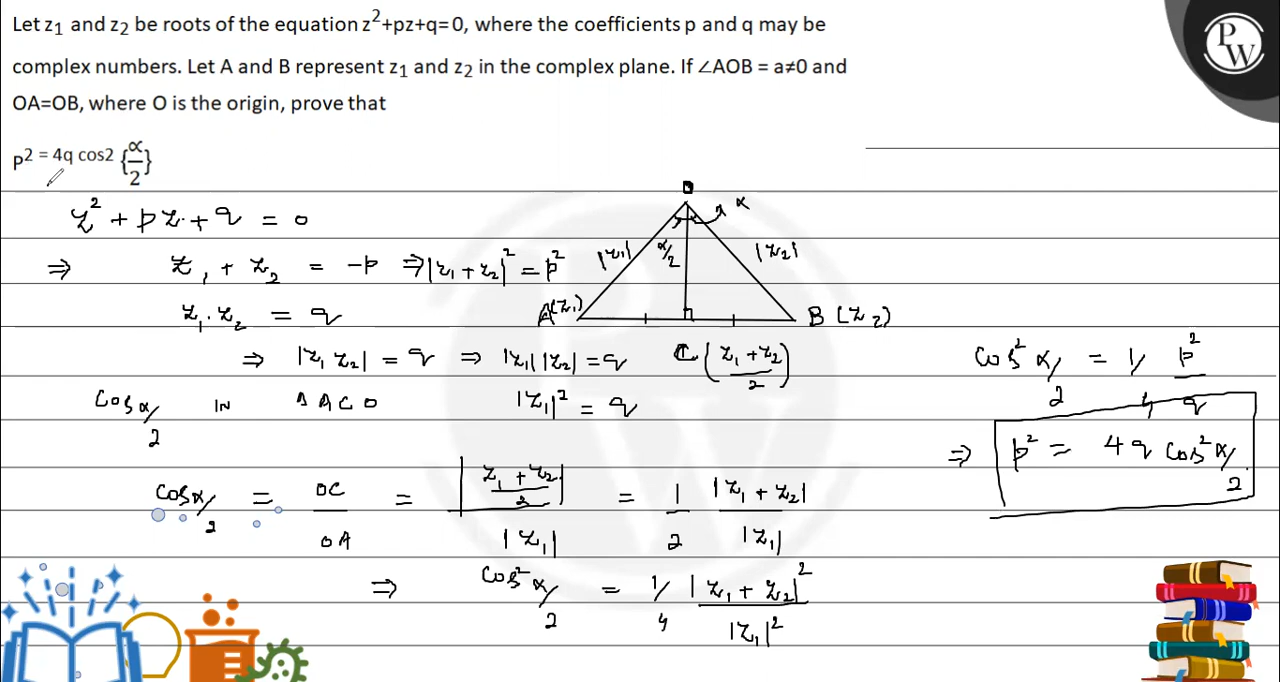 Let z₁ and z₂ be roots of the equation z²+pz+q=0, where the coefficients p and q may be
complex numbers. Let A and B represent z₁ and z₂ in the complex plane. If ∠AOB = a≠0 and
OA=OB, where O is the origin, prove that
p² = 4q cos2 {∝/2}
PW
z² + pz + q = 0
⇒ z₁ + z₂ = -p ⇒ |z₁ + z₂|² = p²
z₁ . z₂ = q
⇒ |z₁ z₂| = q ⇒ |z₁| |z₂| = q
|z₁|² = q
O
α
α/2
|z₁|
|z₂|
A(z₁)
B (z₂)
C (z₁ + z₂/2)
Cos α/2 IN Δ ACO
Cos α/2 = OC/OA = |z₁ + z₂/2|/|z₁| = 1/2 |z₁ + z₂|/|z₁|
⇒ Cos² α/2 = 1/4 |z₁ + z₂|²/|z₁|²
Cos² α/2 = 1/4 p²/q
⇒ p² = 4q Cos² α/2